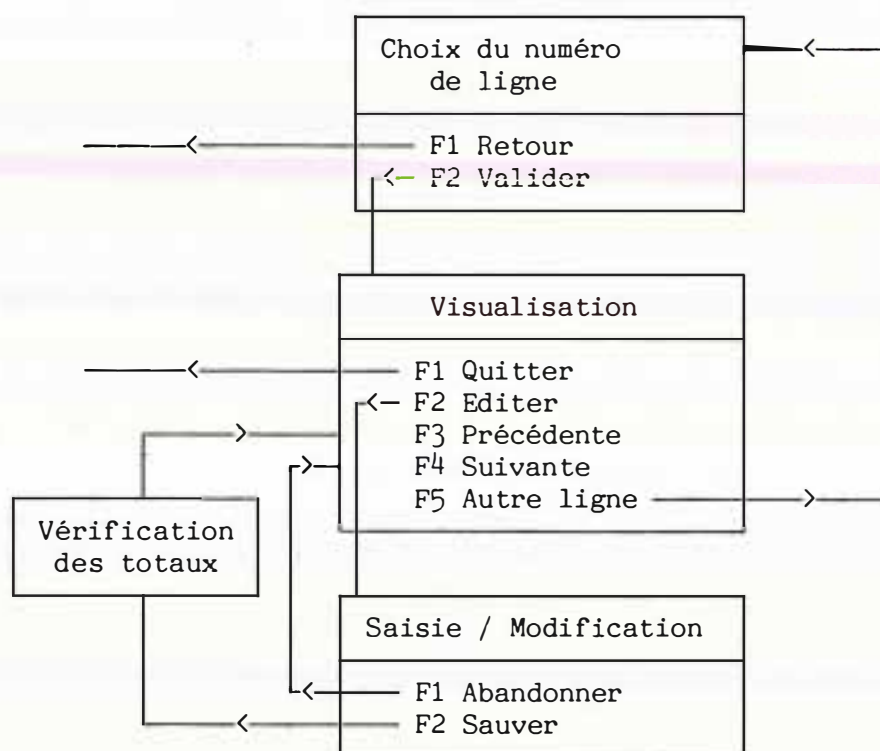 Choix du numéro
de ligne
F1 Retour
F2 Valider
Visualisation
F1 Quitter
F2 Editer
F3 Précédente
F4 Suivante
F5 Autre ligne
Vérification
des totaux
Saisie / Modification
F1 Abandonner
F2 Sauver